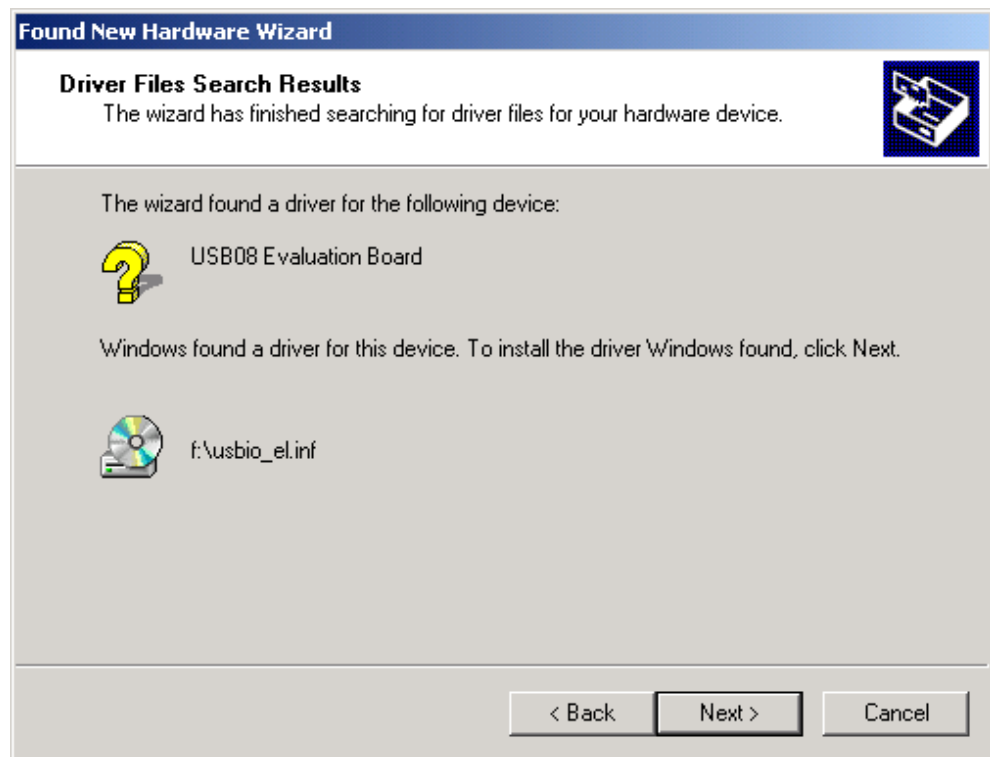 Found New Hardware Wizard
Driver Files Search Results
The wizard has finished searching for driver files for your hardware device.
The wizard found a driver for the following device:
USB08 Evaluation Board
Windows found a driver for this device. To install the driver Windows found, click Next.
f:\usbio_el.inf
< Back
Next >
Cancel